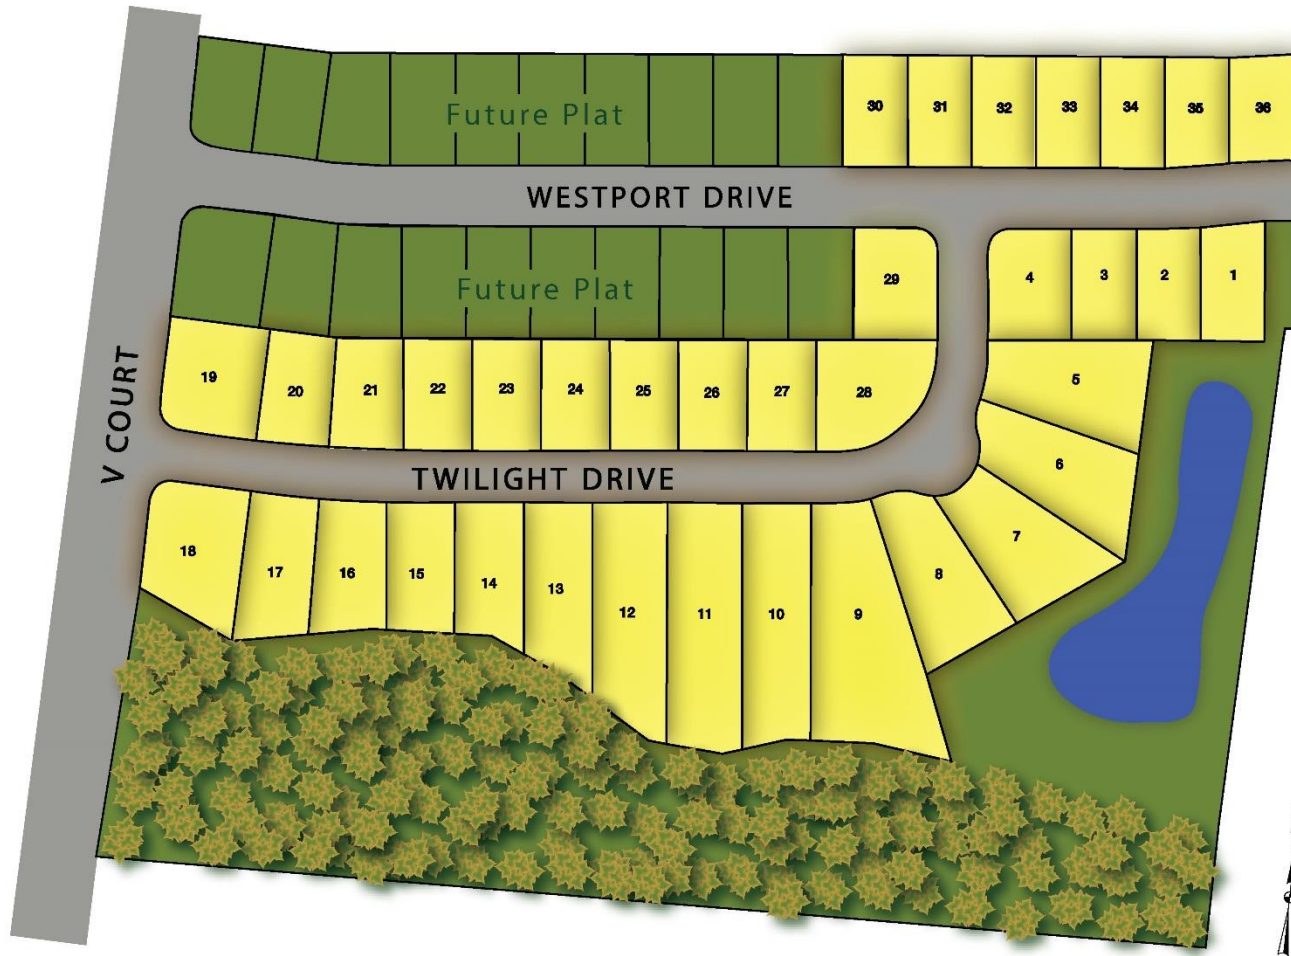 Future Plat
30 31 32 33 34 35 36
WESTPORT DRIVE
29 4 3 2 1
Future Plat
V COURT
19 20 21 22 23 24 25 26 27 28 5
6
TWILIGHT DRIVE
18 17 16 15 14 13 12 11 10 9 8 7